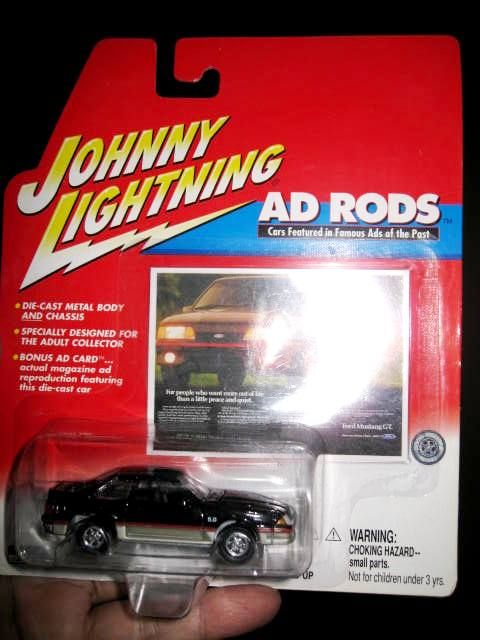 JOHNNY
LIGHTNING
AD RODS™
Cars Featured in Famous Ads of the Past
• DIE-CAST METAL BODY
AND CHASSIS
• SPECIALLY DESIGNED FOR
THE ADULT COLLECTOR
• BONUS AD CARD™...
actual magazine ad
reproduction featuring
this die-cast car
For people who want more out of life
than a little peace and quiet.
Ford Mustang GT.
5.0
WARNING:
CHOKING HAZARD--
small parts.
Not for children under 3 yrs.
UP